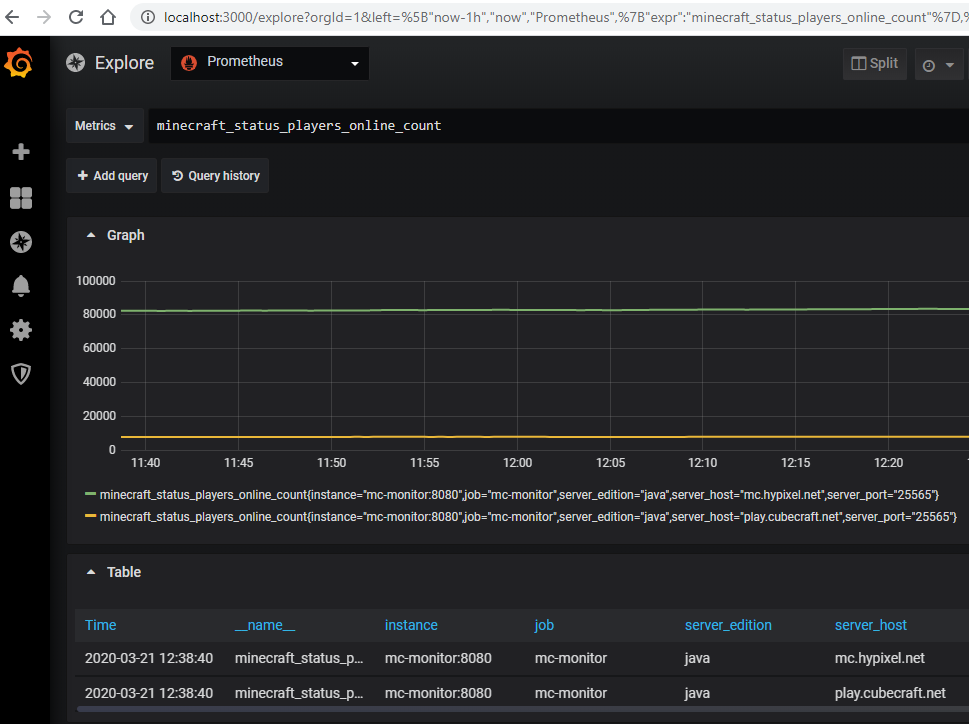 localhost:3000/explore?orgId=1&left=%5B"now-1h","now","Prometheus",%7B"expr":"minecraft_status_players_online_count"%7D,%
Explore Prometheus Split
Metrics minecraft_status_players_online_count
Add query Query history
Graph
100000
80000
60000
40000
20000
0
11:40 11:45 11:50 11:55 12:00 12:05 12:10 12:15 12:20
minecraft_status_players_online_count{instance="mc-monitor:8080",job="mc-monitor",server_edition="java",server_host="mc.hypixel.net",server_port="25565"}
minecraft_status_players_online_count{instance="mc-monitor:8080",job="mc-monitor",server_edition="java",server_host="play.cubecraft.net",server_port="25565"}
Table
Time __name__ instance job server_edition server_host
2020-03-21 12:38:40 minecraft_status_p... mc-monitor:8080 mc-monitor java mc.hypixel.net
2020-03-21 12:38:40 minecraft_status_p... mc-monitor:8080 mc-monitor java play.cubecraft.net